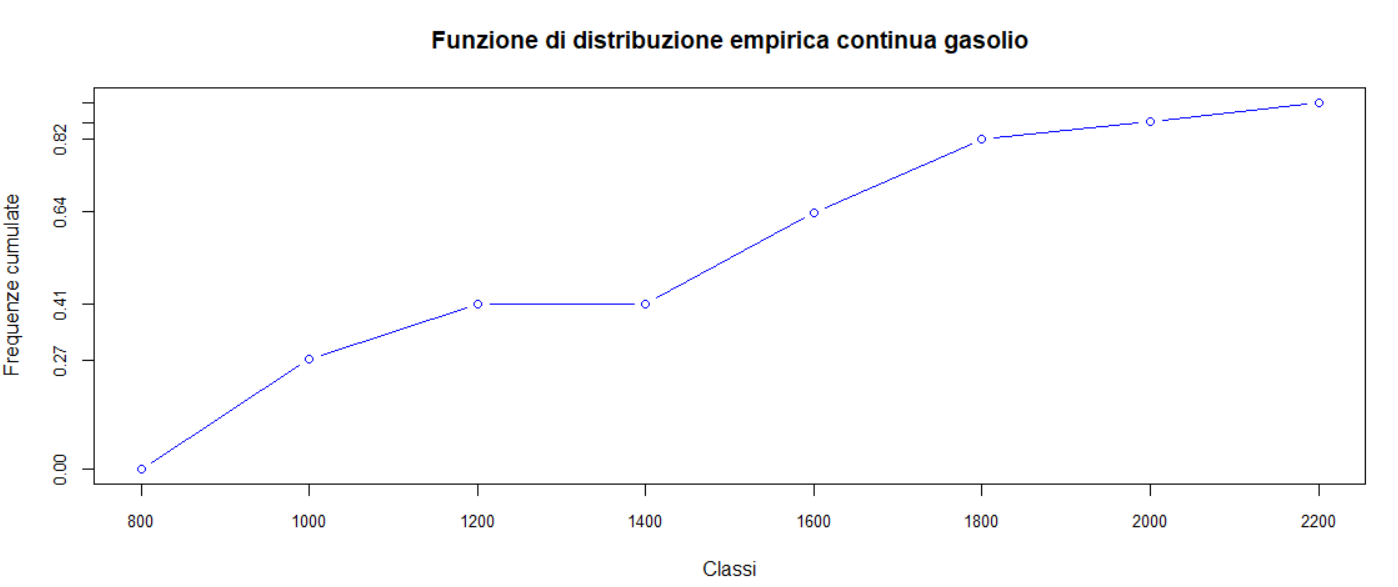 Funzione di distribuzione empirica continua gasolio
Frequenze cumulate
0.82
0.64
0.41
0.27
0.00
800 1000 1200 1400 1600 1800 2000 2200
Classi